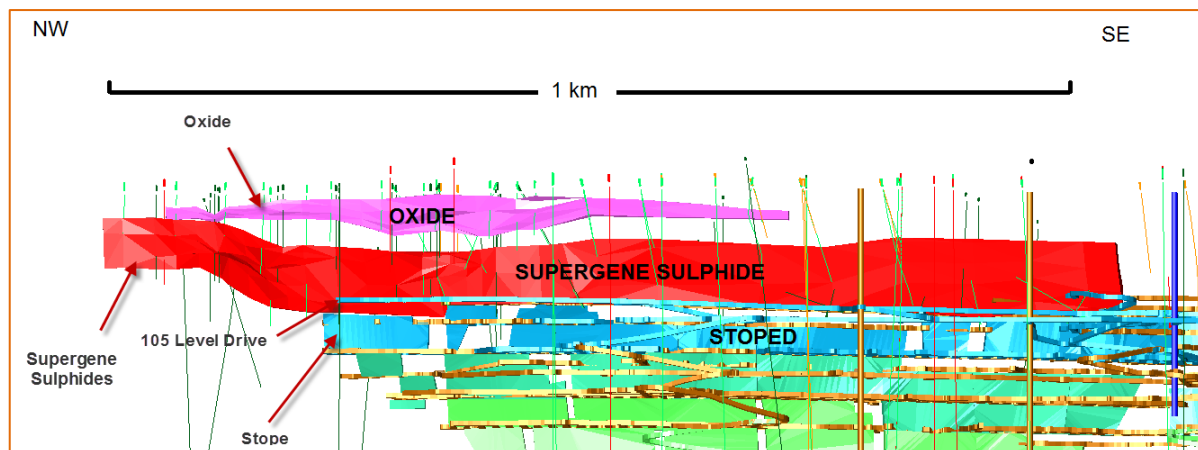 NW
SE
1 km
Oxide
OXIDE
SUPERGENE SULPHIDE
105 Level Drive
STOPED
Supergene
Sulphides
Stope